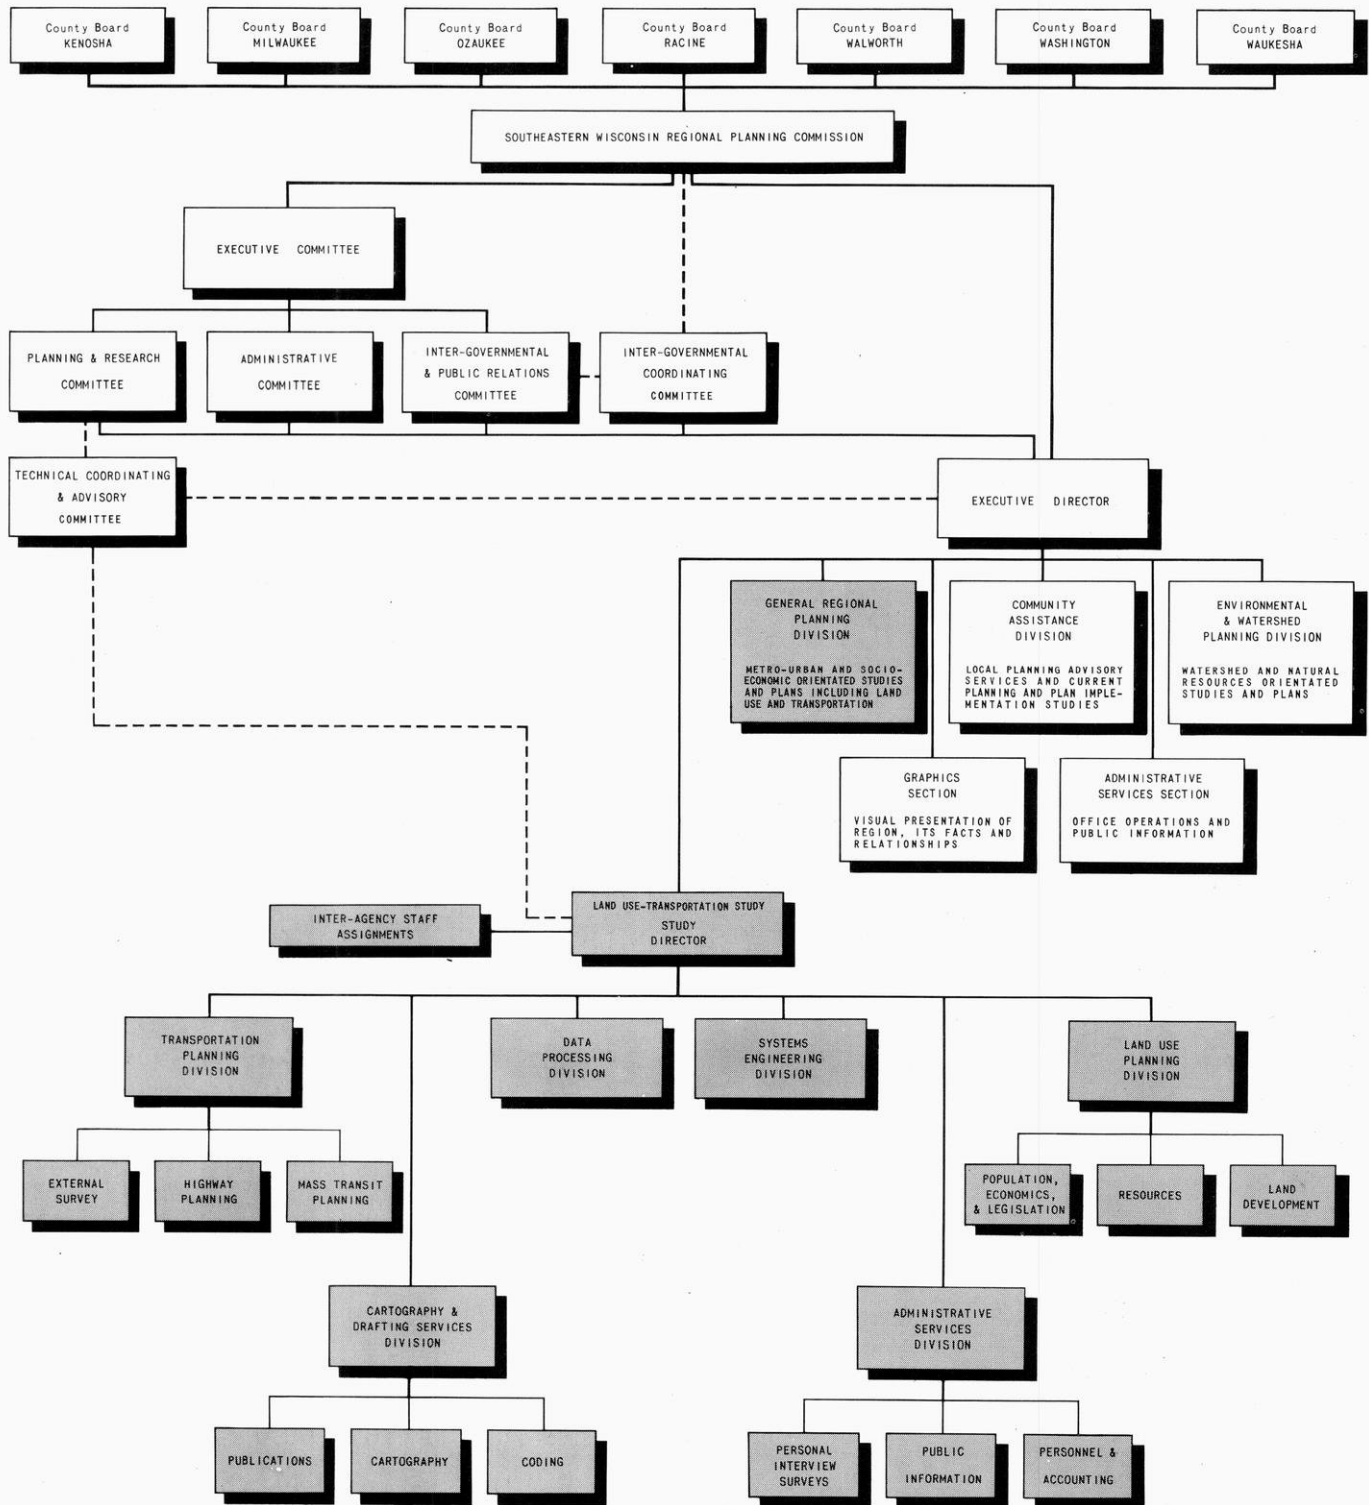 County Board
KENOSHA
County Board
MILWAUKEE
County Board
OZAUKEE
County Board
RACINE
County Board
WALWORTH
County Board
WASHINGTON
County Board
WAUKESHA
SOUTHEASTERN WISCONSIN REGIONAL PLANNING COMMISSION
EXECUTIVE COMMITTEE
PLANNING & RESEARCH
COMMITTEE
ADMINISTRATIVE
COMMITTEE
INTER-GOVERNMENTAL
& PUBLIC RELATIONS
COMMITTEE
INTER-GOVERNMENTAL
COORDINATING
COMMITTEE
TECHNICAL COORDINATING
& ADVISORY
COMMITTEE
EXECUTIVE DIRECTOR
GENERAL REGIONAL
PLANNING
DIVISION
METRO-URBAN AND SOCIO-
ECONOMIC ORIENTATED STUDIES
AND PLANS INCLUDING LAND
USE AND TRANSPORTATION
COMMUNITY
ASSISTANCE
DIVISION
LOCAL PLANNING ADVISORY
SERVICES AND CURRENT
PLANNING AND PLAN IMPLE-
MENTATION STUDIES
ENVIRONMENTAL
& WATERSHED
PLANNING DIVISION
WATERSHED AND NATURAL
RESOURCES ORIENTATED
STUDIES AND PLANS
GRAPHICS
SECTION
VISUAL PRESENTATION OF
REGION, ITS FACTS AND
RELATIONSHIPS
ADMINISTRATIVE
SERVICES SECTION
OFFICE OPERATIONS AND
PUBLIC INFORMATION
INTER-AGENCY STAFF
ASSIGNMENTS
LAND USE-TRANSPORTATION STUDY
STUDY
DIRECTOR
TRANSPORTATION
PLANNING
DIVISION
DATA
PROCESSING
DIVISION
SYSTEMS
ENGINEERING
DIVISION
LAND USE
PLANNING
DIVISION
EXTERNAL
SURVEY
HIGHWAY
PLANNING
MASS TRANSIT
PLANNING
POPULATION,
ECONOMICS,
& LEGISLATION
RESOURCES
LAND
DEVELOPMENT
CARTOGRAPHY &
DRAFTING SERVICES
DIVISION
ADMINISTRATIVE
SERVICES
DIVISION
PUBLICATIONS
CARTOGRAPHY
CODING
PERSONAL
INTERVIEW
SURVEYS
PUBLIC
INFORMATION
PERSONNEL &
ACCOUNTING